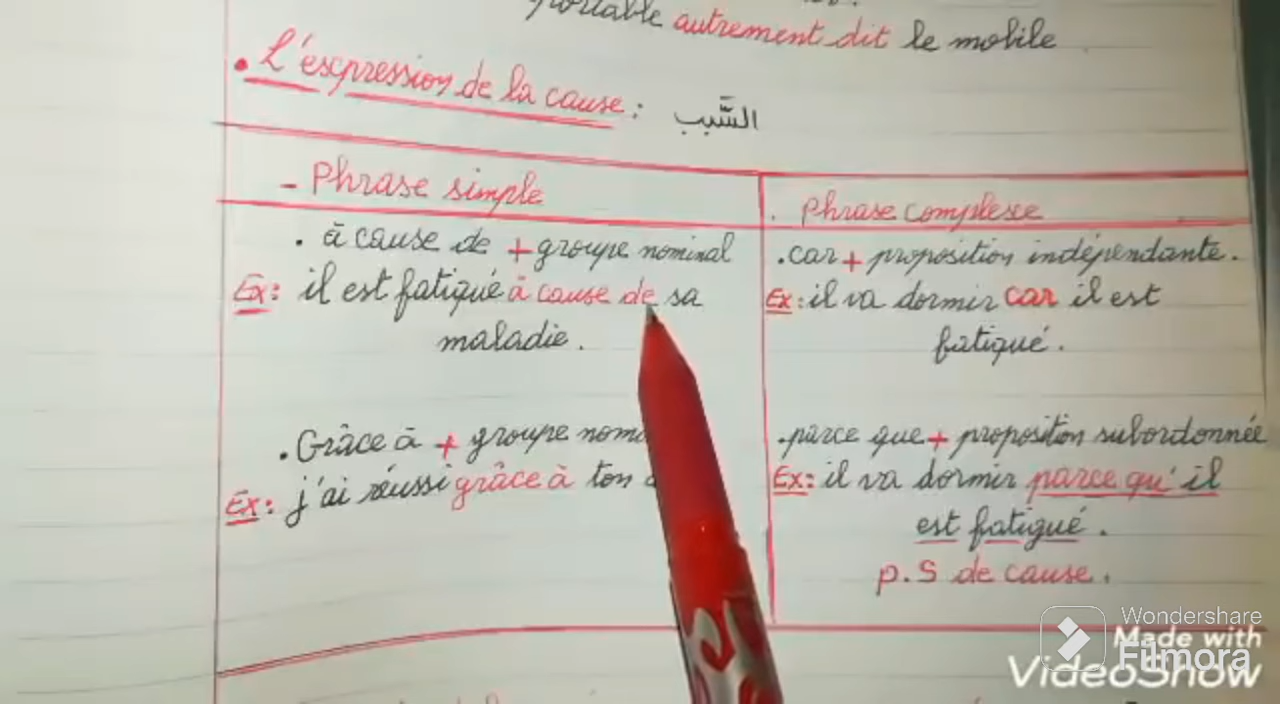 portable autrement dit le mobile
• L'expression de la cause : السَّبب
- Phrase simple
. à cause de + groupe nominal
Ex: il est fatigué à cause de sa
maladie.
. Grâce à + groupe
Ex: j'ai réussi grâce à ton
. Phrase complexe
. car + proposition indépendante.
Ex: il va dormir car il est
fatigué.
. parce que + proposition subordonnée
Ex: il va dormir parce qu'il
est fatigué.
p.S de cause.
Wondershare
Filmora
Made with
VideoShow